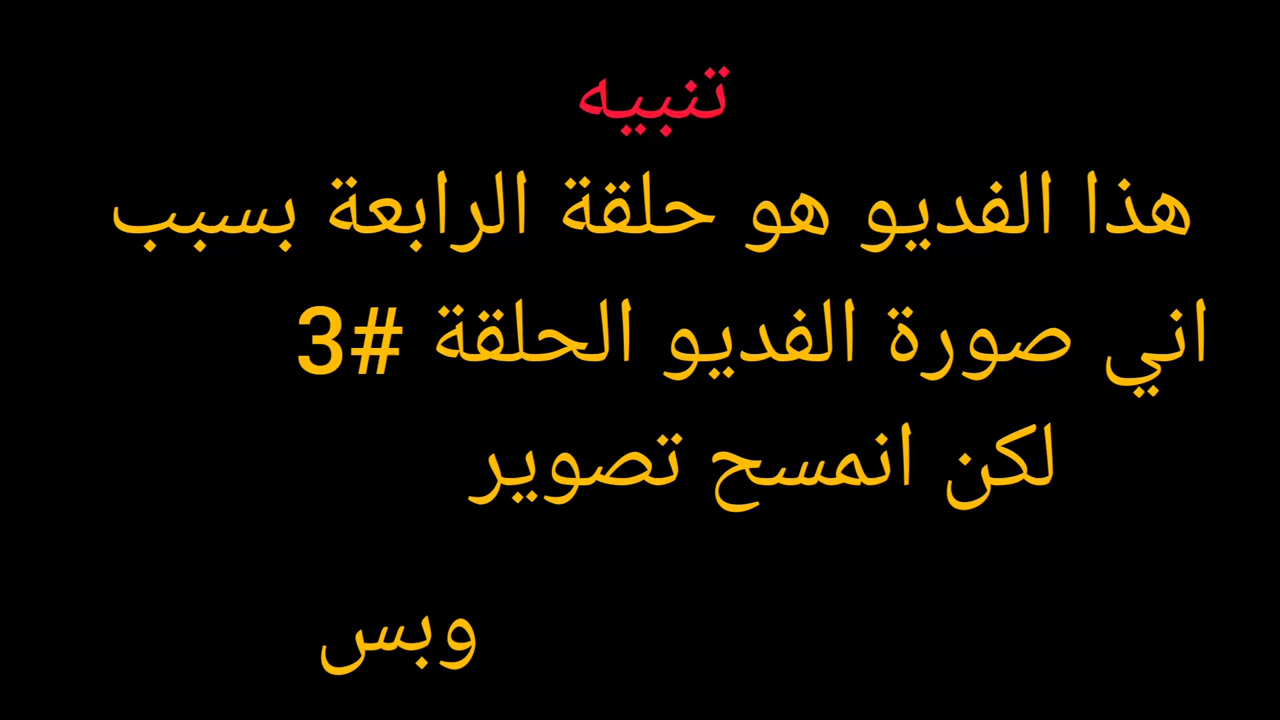 تنبيه
هذا الفديو هو حلقة الرابعة بسبب
اني صورة الفديو الحلقة #3
لكن انمسح تصوير
وبس